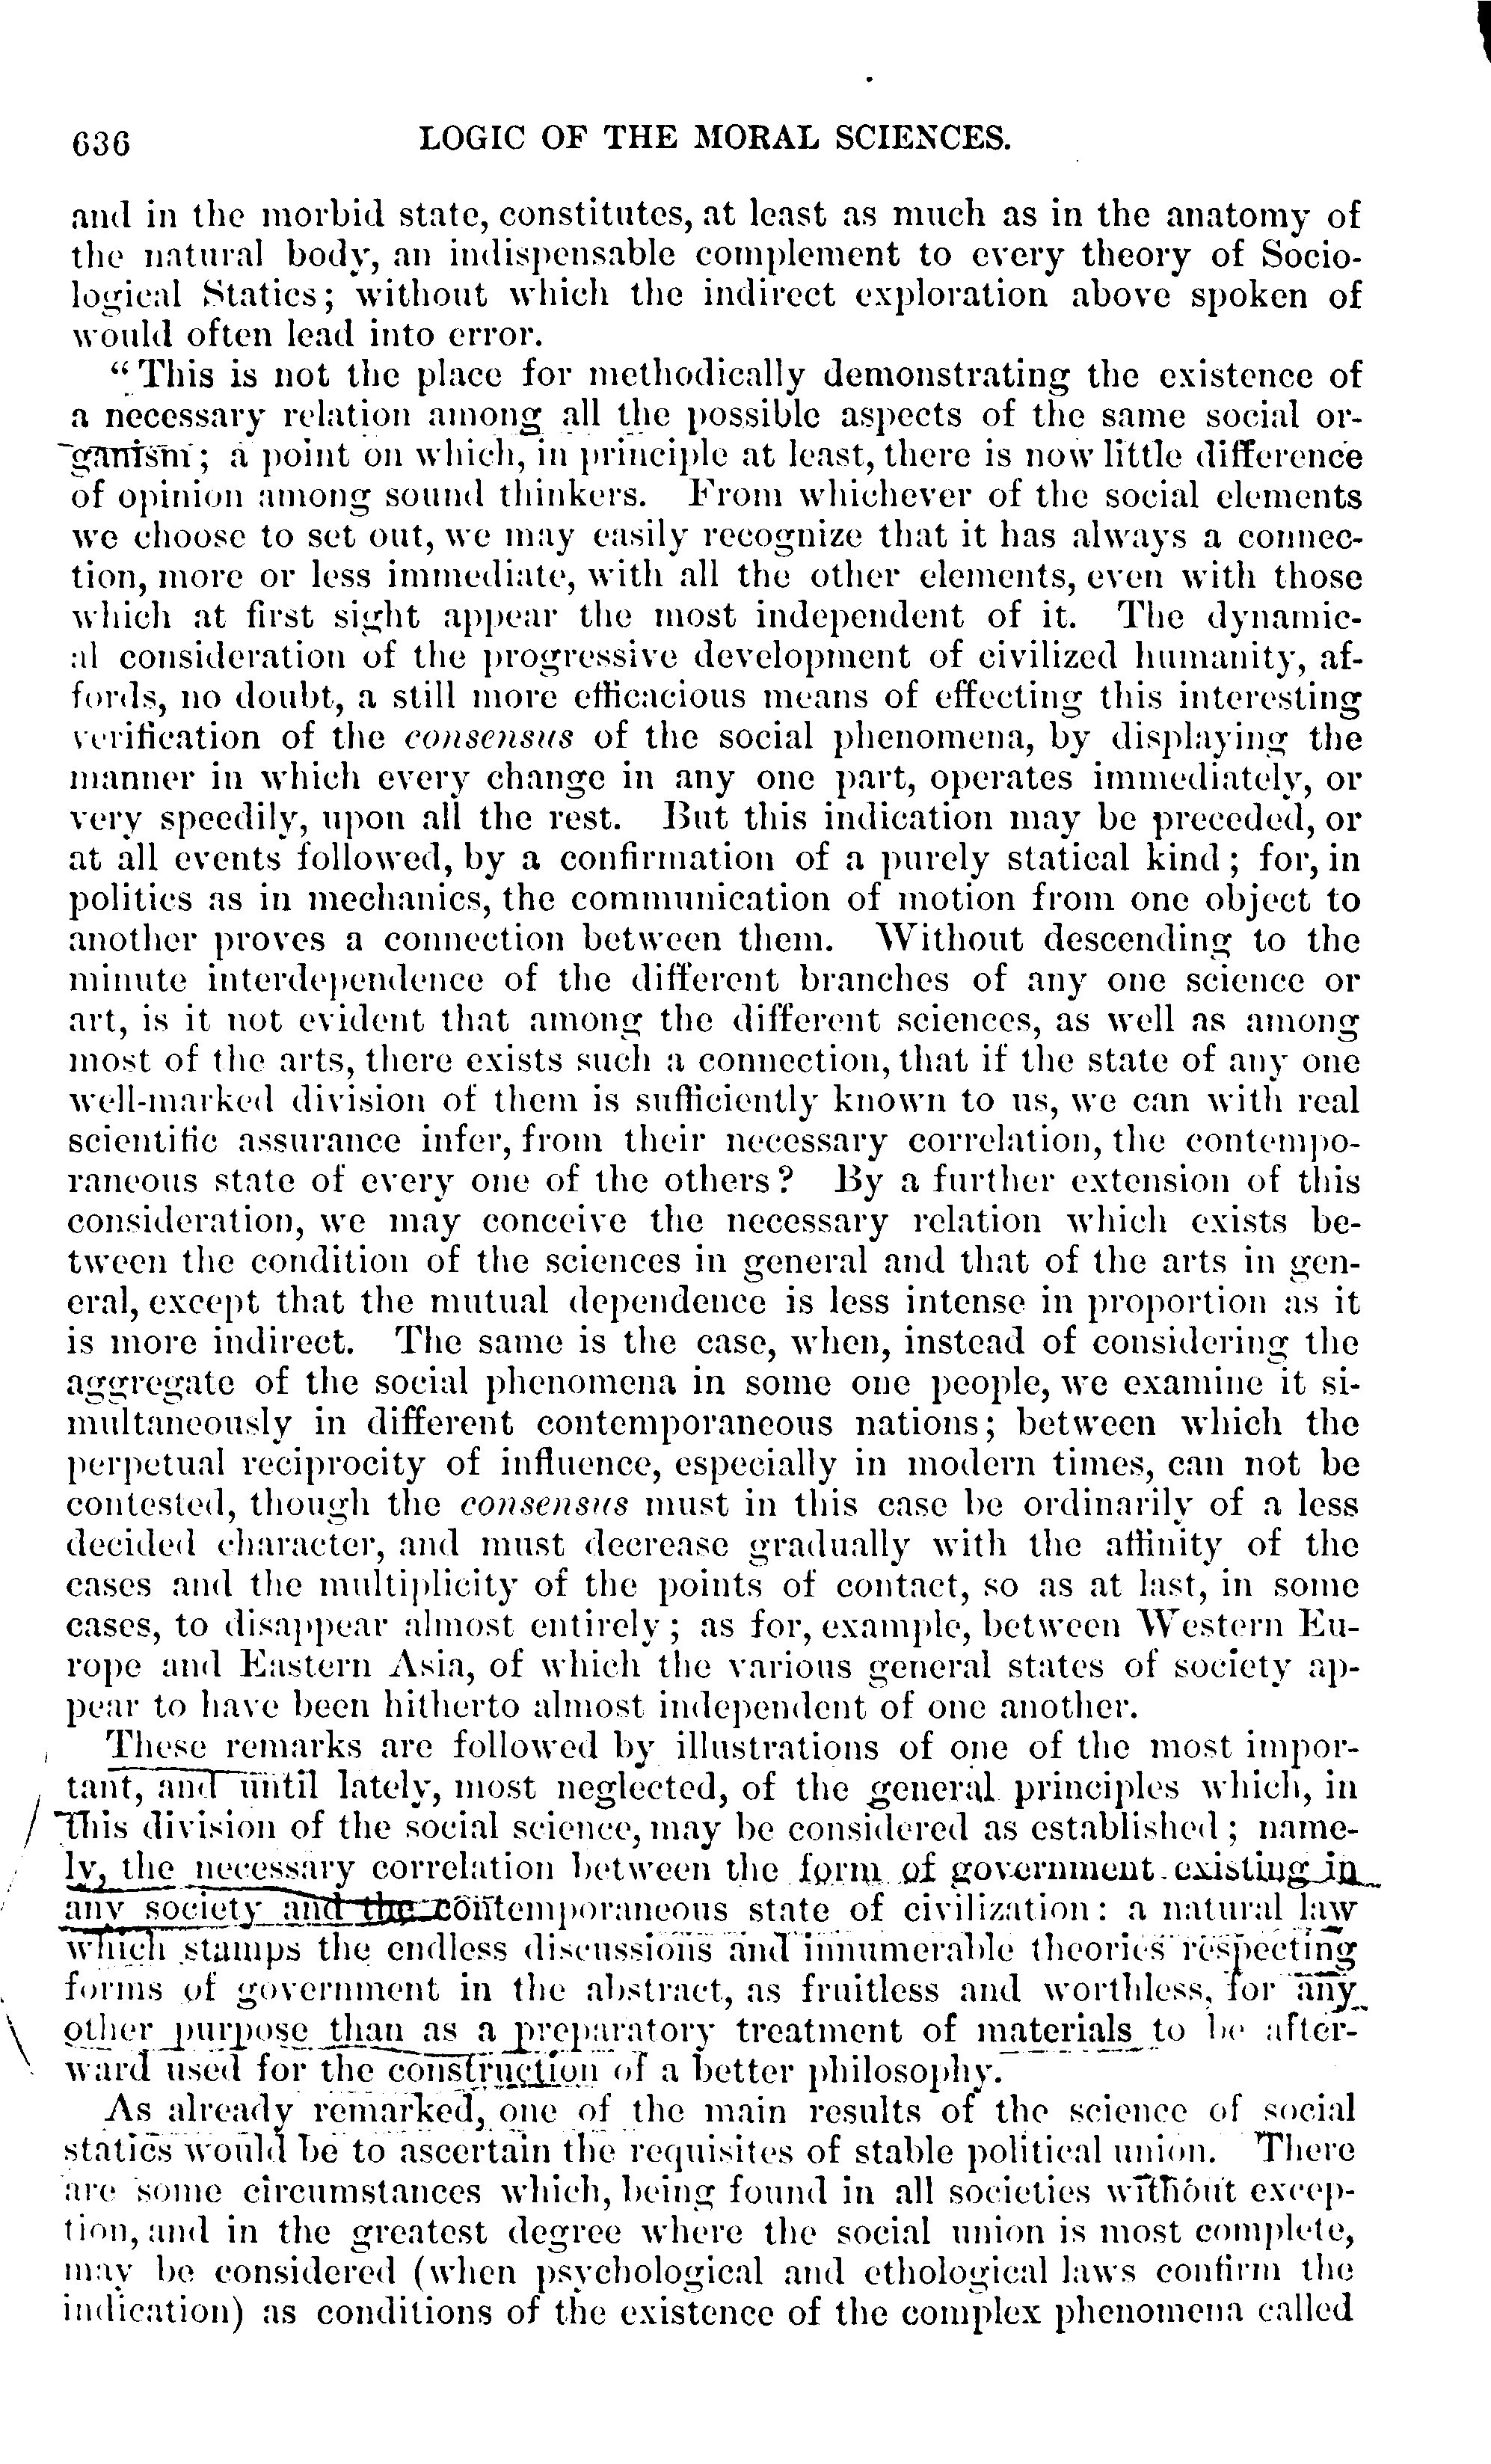 636
LOGIC OF THE MORAL SCIENCES.
and in the morbid state, constitutes, at least as much as in the anatomy of
the natural body, an indispensable complement to every theory of Socio-
logical Statics; without which the indirect exploration above spoken of
would often lead into error.
"This is not the place for methodically demonstrating the existence of
a necessary relation among all the possible aspects of the same social or-
ganism; a point on which, in principle at least, there is now little difference
of opinion among sound thinkers. From whichever of the social elements
we choose to set out, we may easily recognize that it has always a connec-
tion, more or less immediate, with all the other elements, even with those
which at first sight appear the most independent of it. The dynamic-
al consideration of the progressive development of civilized humanity, af-
fords, no doubt, a still more efficacious means of effecting this interesting
verification of the consensus of the social phenomena, by displaying the
manner in which every change in any one part, operates immediately, or
very speedily, upon all the rest. But this indication may be preceded, or
at all events followed, by a confirmation of a purely statical kind; for, in
politics as in mechanics, the communication of motion from one object to
another proves a connection between them. Without descending to the
minute interdependence of the different branches of any one science or
art, is it not evident that among the different sciences, as well as among
most of the arts, there exists such a connection, that if the state of any one
well-marked division of them is sufficiently known to us, we can with real
scientific assurance infer, from their necessary correlation, the contempo-
raneous state of every one of the others? By a further extension of this
consideration, we may conceive the necessary relation which exists be-
tween the condition of the sciences in general and that of the arts in gen-
eral, except that the mutual dependence is less intense in proportion as it
is more indirect. The same is the case, when, instead of considering the
aggregate of the social phenomena in some one people, we examine it si-
multaneously in different contemporaneous nations; between which the
perpetual reciprocity of influence, especially in modern times, can not be
contested, though the consensus must in this case be ordinarily of a less
decided character, and must decrease gradually with the affinity of the
cases and the multiplicity of the points of contact, so as at last, in some
cases, to disappear almost entirely; as for, example, between Western Eu-
rope and Eastern Asia, of which the various general states of society ap-
pear to have been hitherto almost independent of one another.
These remarks are followed by illustrations of one of the most impor-
tant, and until lately, most neglected, of the general principles which, in
this division of the social science, may be considered as established; name-
ly, the necessary correlation between the form of government existing in
any society and the contemporaneous state of civilization: a natural law
which stamps the endless discussions and innumerable theories respecting
forms of government in the abstract, as fruitless and worthless, for any
other purpose than as a preparatory treatment of materials to be after-
ward used for the construction of a better philosophy.
As already remarked, one of the main results of the science of social
statics would be to ascertain the requisites of stable political union. There
are some circumstances which, being found in all societies without excep-
tion, and in the greatest degree where the social union is most complete,
may be considered (when psychological and ethological laws confirm the
indication) as conditions of the existence of the complex phenomena called